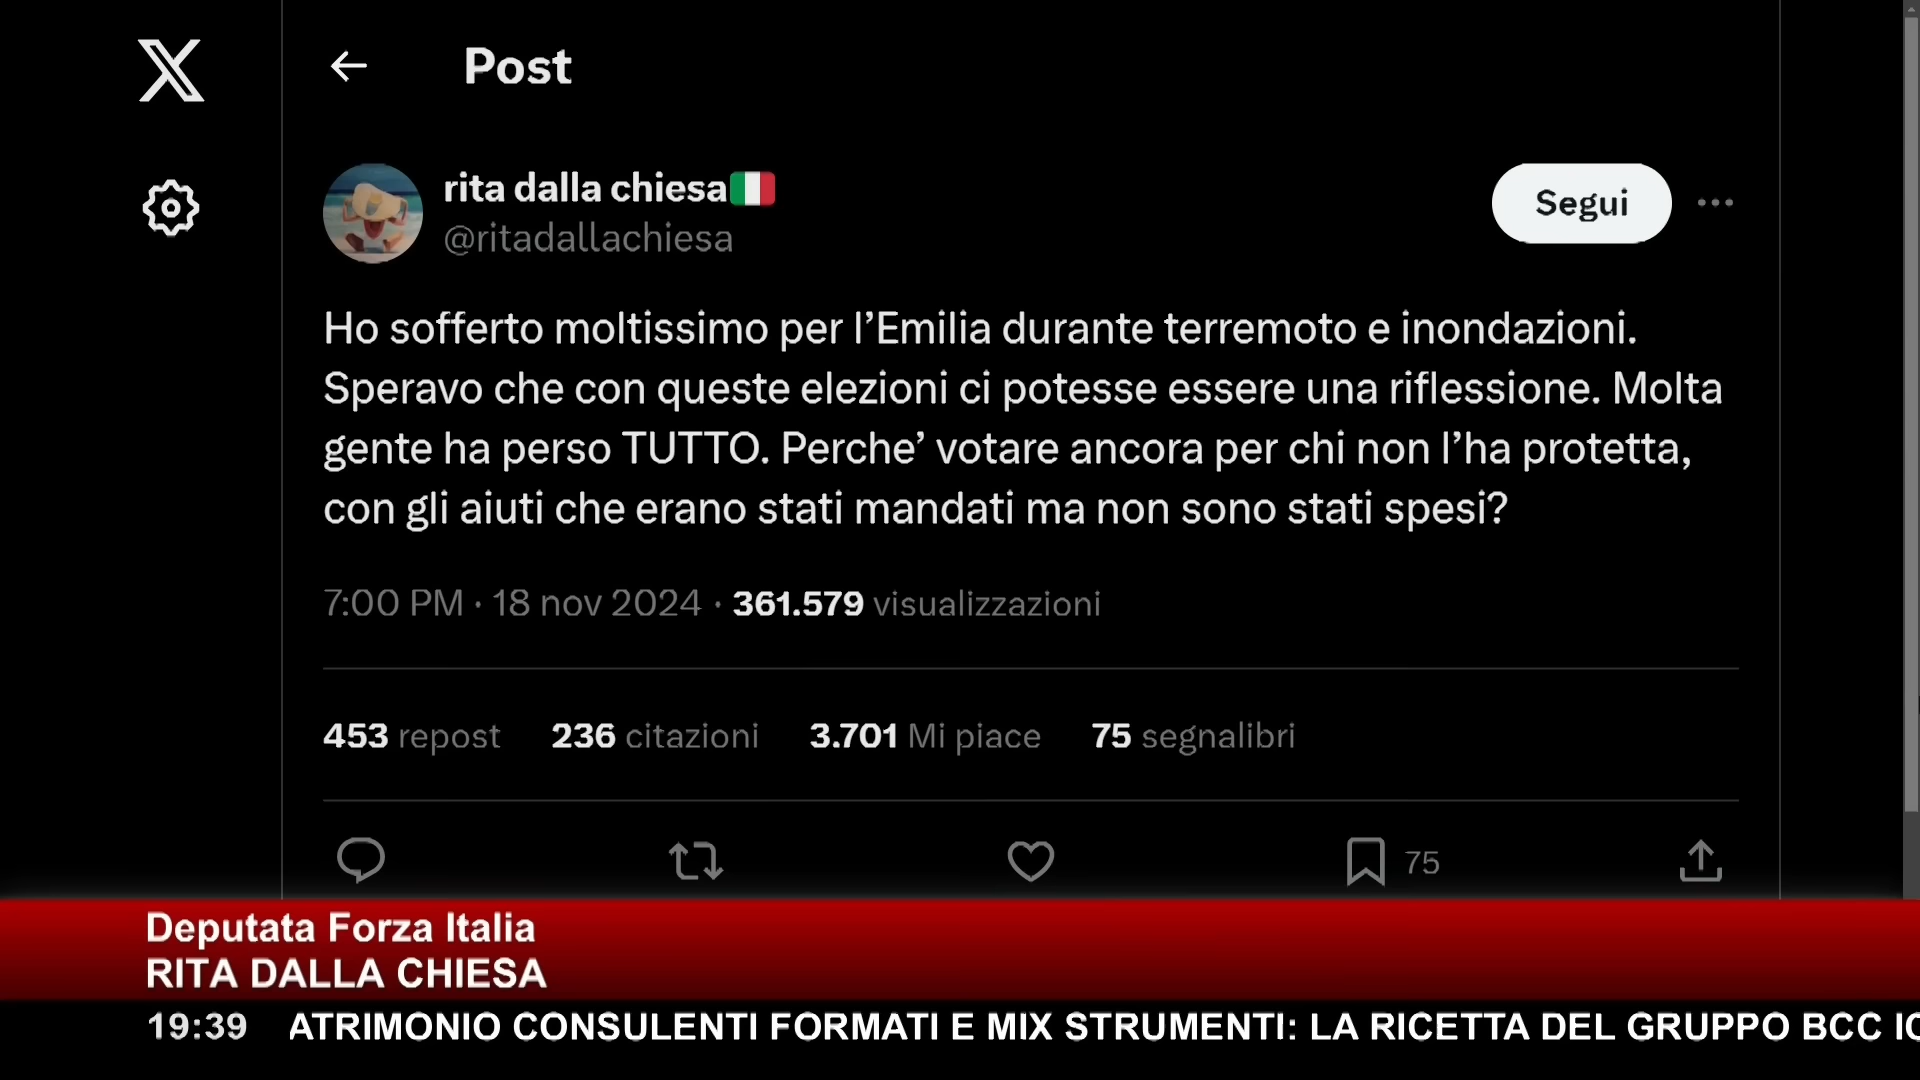 Post
rita dalla chiesa🇮🇹
@ritadallachiesa
Segui
Ho sofferto moltissimo per l’Emilia durante terremoto e inondazioni.
Speravo che con queste elezioni ci potesse essere una riflessione. Molta
gente ha perso TUTTO. Perche’ votare ancora per chi non l’ha protetta,
con gli aiuti che erano stati mandati ma non sono stati spesi?
7:00 PM · 18 nov 2024 · 361.579 visualizzazioni
453 repost 236 citazioni 3.701 Mi piace 75 segnalibri
75
Deputata Forza Italia
RITA DALLA CHIESA
19:39 ATRIMONIO CONSULENTI FORMATI E MIX STRUMENTI: LA RICETTA DEL GRUPPO BCC IC